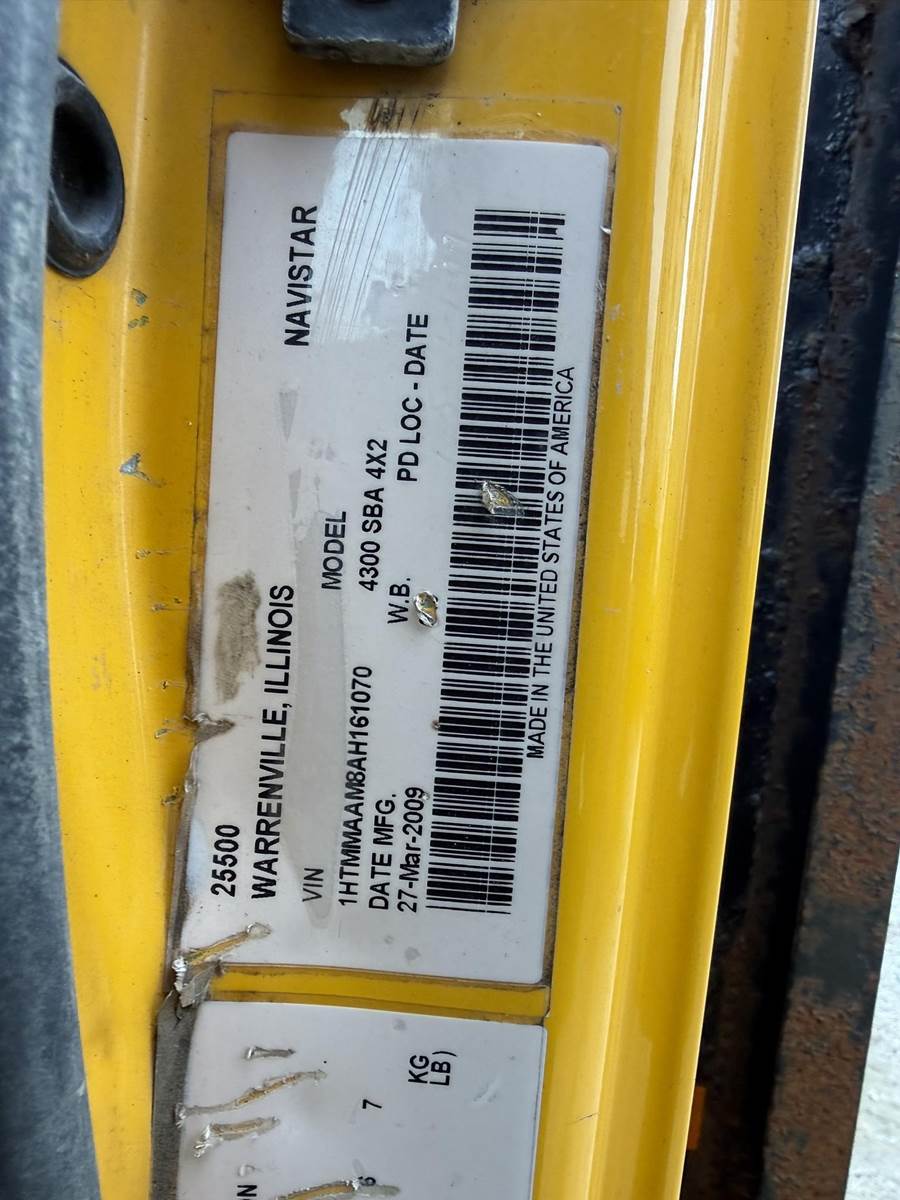 25500
WARRENVILLE, ILLINOIS NAVISTAR
VIN MODEL
1HTMMAAM8AH161070 4300 SBA 4X2
DATE MFG. W.B. PD LOC - DATE
27-Mar-2009
MADE IN THE UNITED STATES OF AMERICA
7
KG
LB)